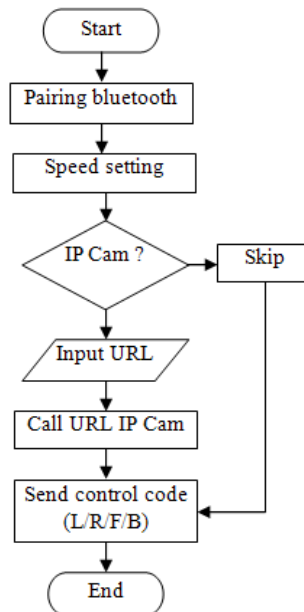 Start
Pairing bluetooth
Speed setting
IP Cam ?
Skip
Input URL
Call URL IP Cam
Send control code
(L/R/F/B)
End